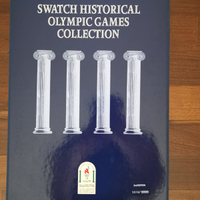 SWATCH HISTORICAL
OLYMPIC GAMES
COLLECTION